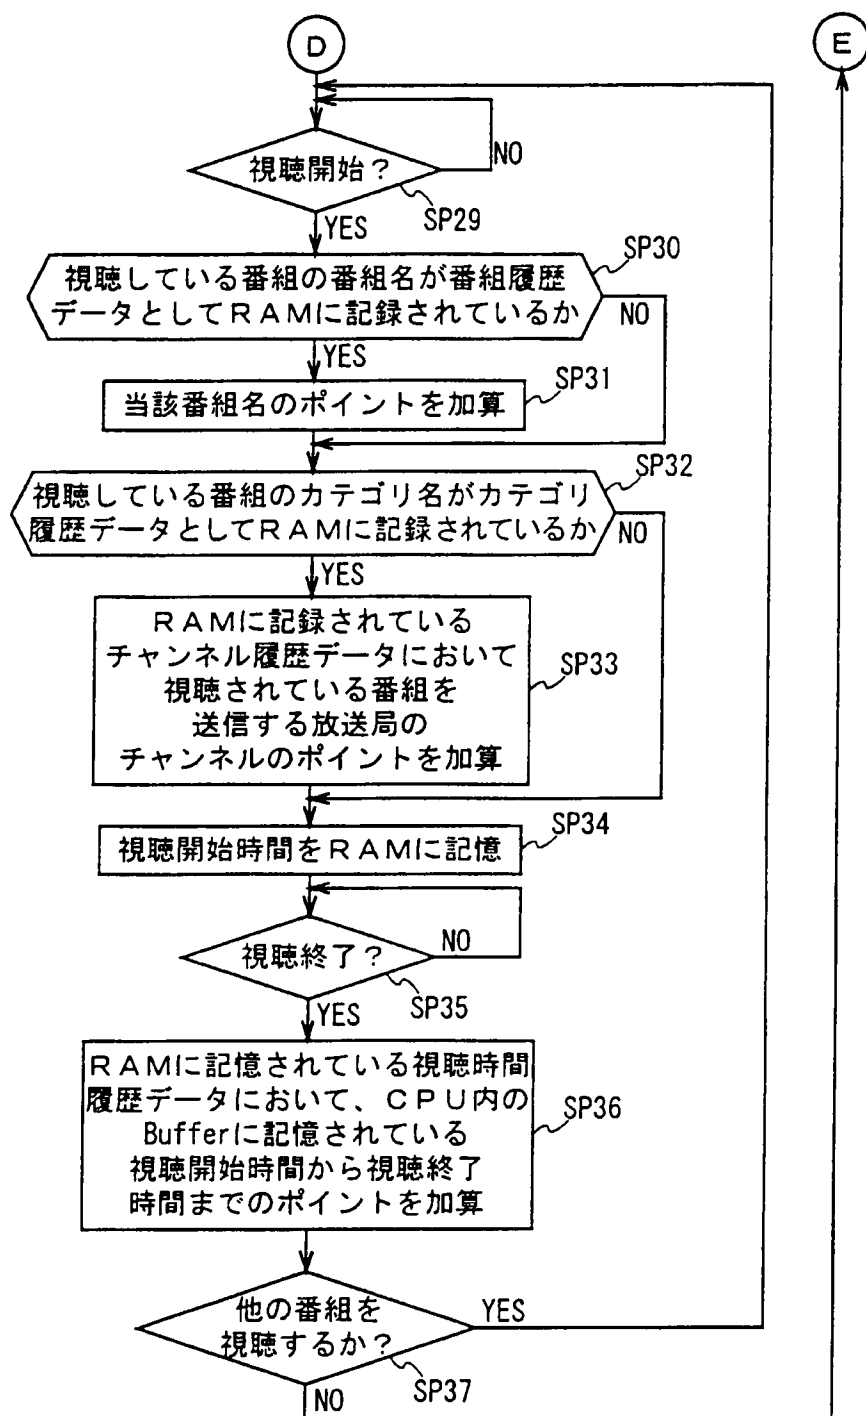 D
E
視聴開始？
NO
SP29
YES
SP30
視聴している番組の番組名が番組履歴
データとしてＲＡＭに記録されているか
NO
YES
SP31
当該番組名のポイントを加算
SP32
視聴している番組のカテゴリ名がカテゴリ
履歴データとしてＲＡＭに記録されているか
NO
YES
ＲＡＭに記録されている
チャンネル履歴データにおいて
視聴されている番組を
送信する放送局の
チャンネルのポイントを加算
SP33
SP34
視聴開始時間をＲＡＭに記憶
視聴終了？
NO
SP35
YES
ＲＡＭに記憶されている視聴時間
履歴データにおいて、ＣＰＵ内の
Bufferに記憶されている
視聴開始時間から視聴終了
時間までのポイントを加算
SP36
他の番組を
視聴するか？
YES
SP37
NO